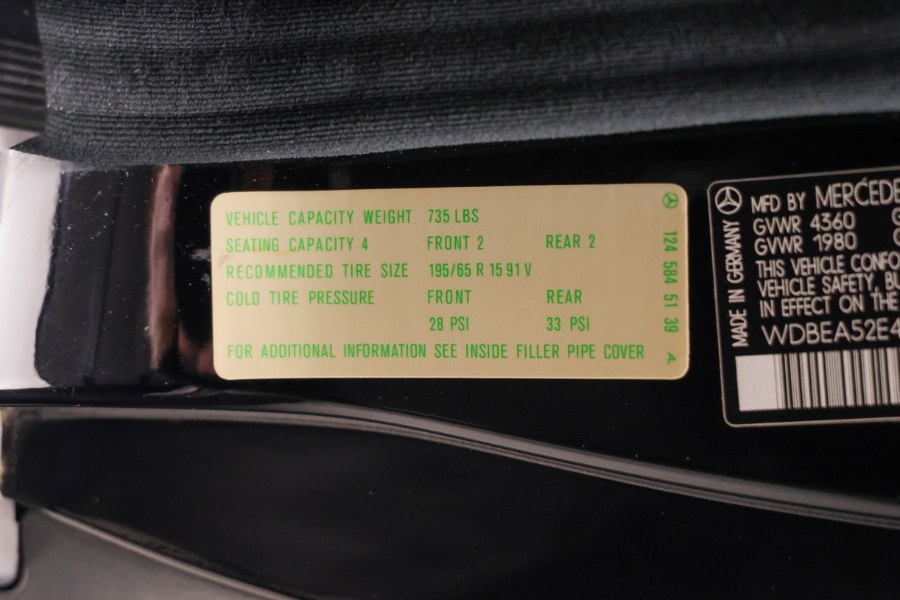 VEHICLE CAPACITY WEIGHT 735 LBS
SEATING CAPACITY 4 FRONT 2 REAR 2
RECOMMENDED TIRE SIZE 195/65 R 15 91 V
COLD TIRE PRESSURE FRONT REAR
28 PSI 33 PSI
FOR ADDITIONAL INFORMATION SEE INSIDE FILLER PIPE COVER
124 584 51 39 A
MADE IN GERMANY
MFD BY MERCEDE
GVWR 4360 G
GVWR 1980
THIS VEHICLE CONFO
VEHICLE SAFETY, BU
IN EFFECT ON THE
WDBEA52E4